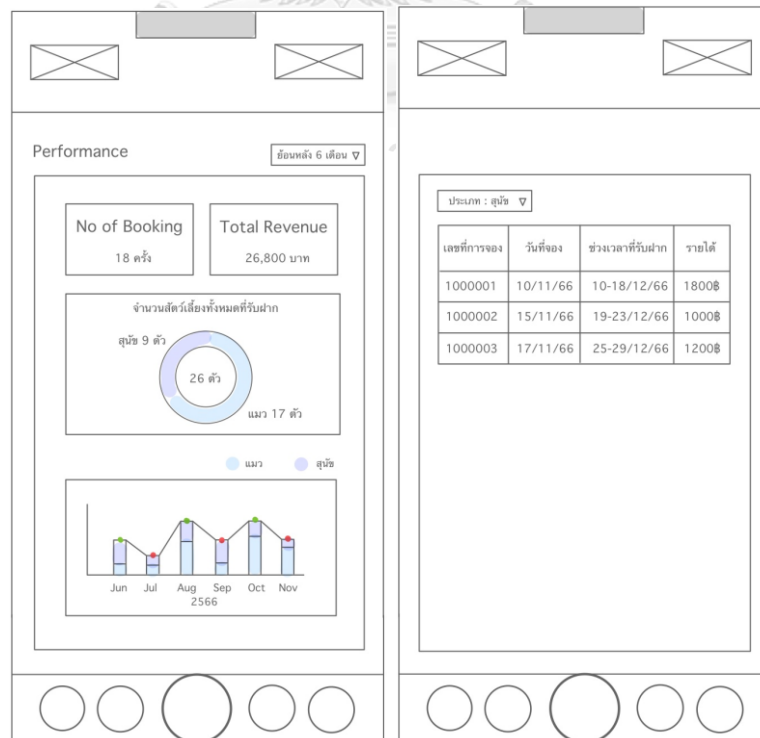 Performance
ย้อนหลัง 6 เดือน ▽
No of Booking
18 ครั้ง
Total Revenue
26,800 บาท
จำนวนสัตว์เลี้ยงทั้งหมดที่รับฝาก
สุนัข 9 ตัว
26 ตัว
แมว 17 ตัว
แมว สุนัข
Jun Jul Aug Sep Oct Nov
2566
ประเภท : สุนัข ▽
เลขที่การจอง วันที่จอง ช่วงเวลาที่รับฝาก รายได้
1000001 10/11/66 10-18/12/66 1800฿
1000002 15/11/66 19-23/12/66 1000฿
1000003 17/11/66 25-29/12/66 1200฿